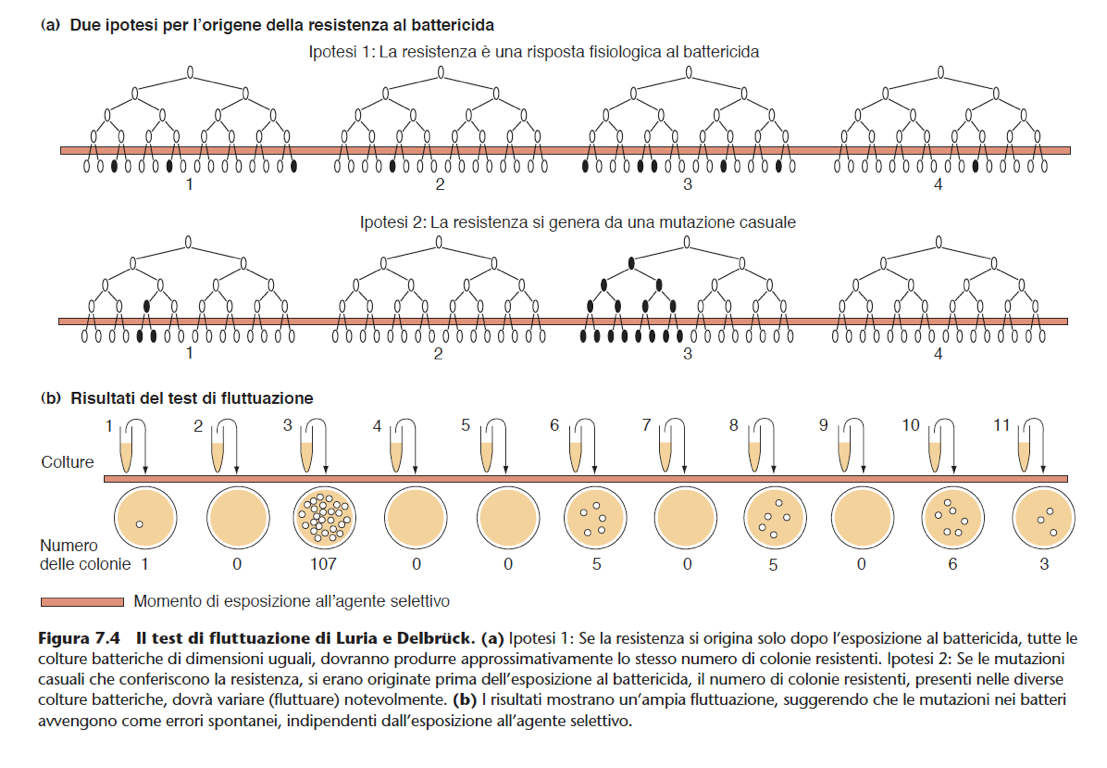 (a) Due ipotesi per l'origine della resistenza al battericida
Ipotesi 1: La resistenza è una risposta fisiologica al battericida
1 2 3 4
Ipotesi 2: La resistenza si genera da una mutazione casuale
1 2 3 4
(b) Risultati del test di fluttuazione
1 2 3 4 5 6 7 8 9 10 11
Colture
Numero
delle colonie 1 0 107 0 0 5 0 5 0 6 3
Momento di esposizione all'agente selettivo
Figura 7.4 Il test di fluttuazione di Luria e Delbrück. (a) Ipotesi 1: Se la resistenza si origina solo dopo l'esposizione al battericida, tutte le
colture batteriche di dimensioni uguali, dovranno produrre approssimativamente lo stesso numero di colonie resistenti. Ipotesi 2: Se le mutazioni
casuali che conferiscono la resistenza, si erano originate prima dell'esposizione al battericida, il numero di colonie resistenti, presenti nelle diverse
colture batteriche, dovrà variare (fluttuare) notevolmente. (b) I risultati mostrano un'ampia fluttuazione, suggerendo che le mutazioni nei batteri
avvengono come errori spontanei, indipendenti dall'esposizione all'agente selettivo.